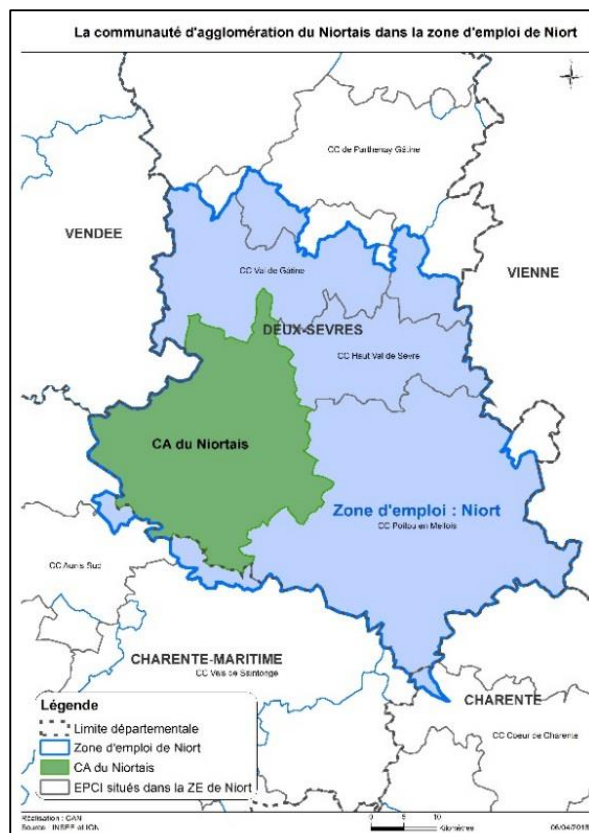 La communauté d'agglomération du Niortais dans la zone d'emploi de Niort
CC de Parthenay Gâtine
VENDEE
VIENNE
CC Val de Gâtine
DEUX-SEVRES
CC Haut Val de Sèvre
CA du Niortais
Zone d'emploi : Niort
CC Poitou en Mellois
CC Aunis Sud
CHARENTE-MARITIME
CC Vals de Saintonge
CHARENTE
CC Coeur de Charente
Légende
Limite départementale
Zone d'emploi de Niort
CA du Niortais
EPCI situés dans la ZE de Niort
Réalisation : CAN
Source : INSEE et IGN
0 5 10
Kilomètres
06/04/2018